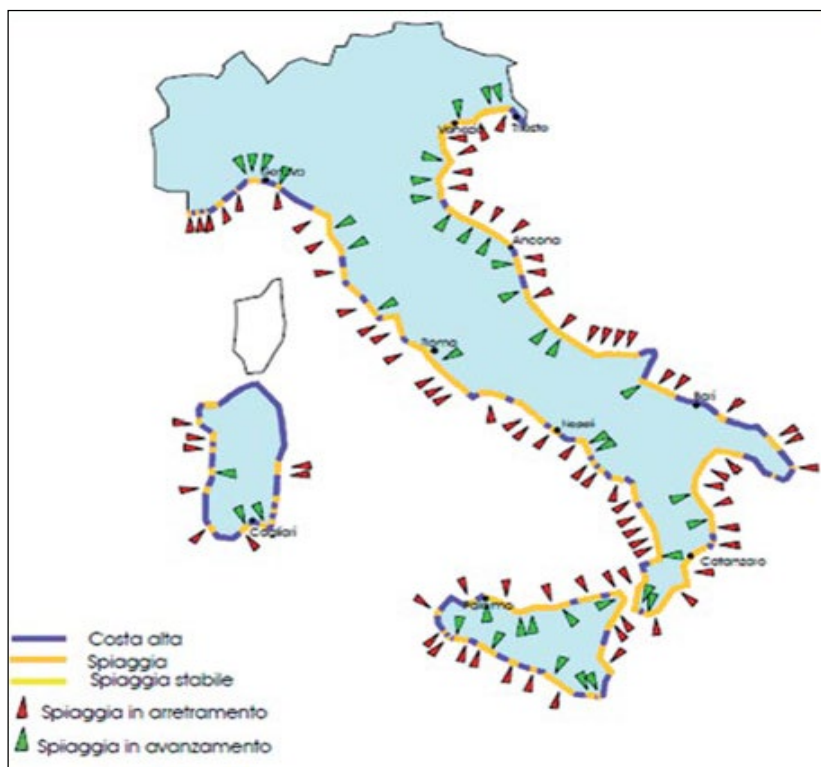 Venezia
Trieste
Genova
Ancona
Roma
Bari
Napoli
Cagliari
Catanzaro
Palermo
Costa alta
Spiaggia
Spiaggia stabile
Spiaggia in arretramento
Spiiaggia in avanzamento